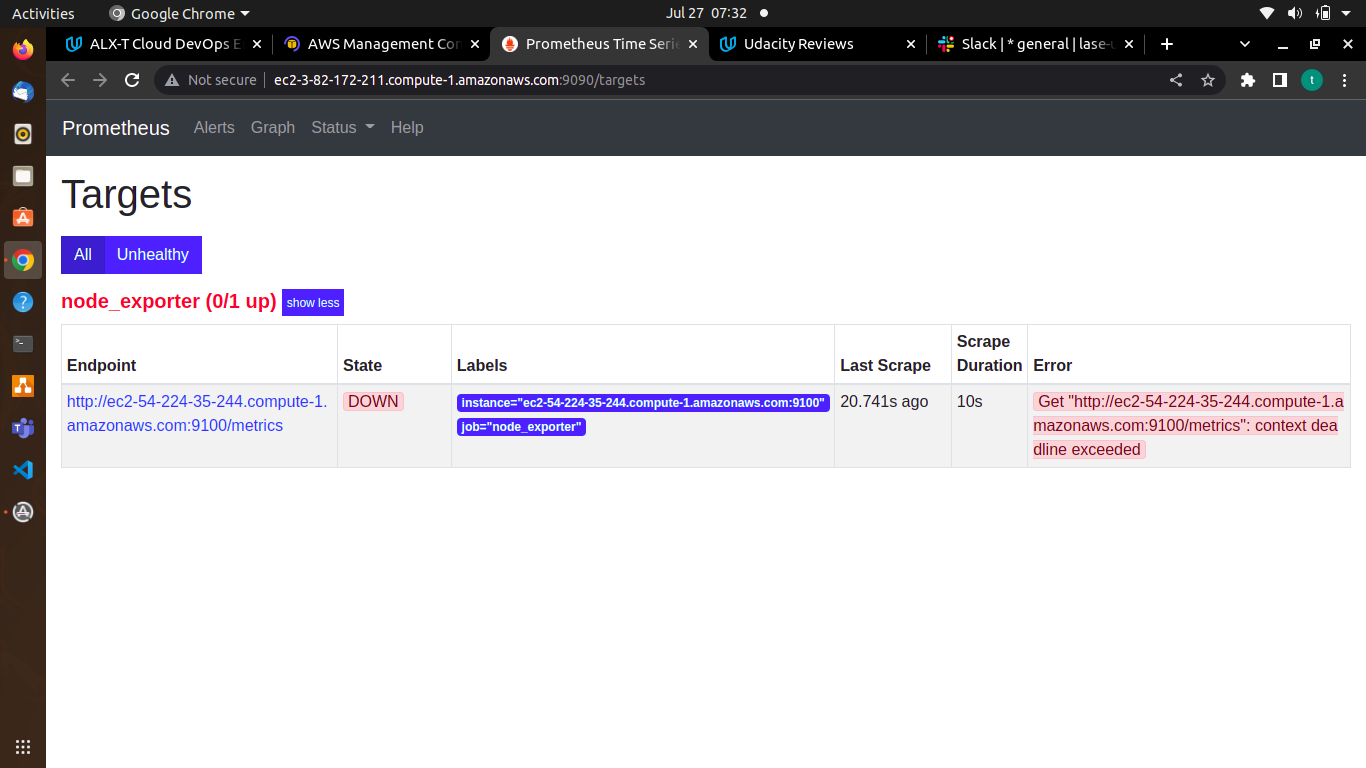 Activities Google Chrome Jul 27 07:32
ALX-T Cloud DevOps E AWS Management Con Prometheus Time Serie Udacity Reviews Slack | * general | lase-u
Not secure ec2-3-82-172-211.compute-1.amazonaws.com:9090/targets t
Prometheus Alerts Graph Status Help
Targets
All Unhealthy
node_exporter (0/1 up) show less
Endpoint State Labels Last Scrape Scrape Duration Error
http://ec2-54-224-35-244.compute-1. DOWN instance="ec2-54-224-35-244.compute-1.amazonaws.com:9100" 20.741s ago 10s Get "http://ec2-54-224-35-244.compute-1.a
amazonaws.com:9100/metrics job="node_exporter" mazonaws.com:9100/metrics": context dea
dline exceeded